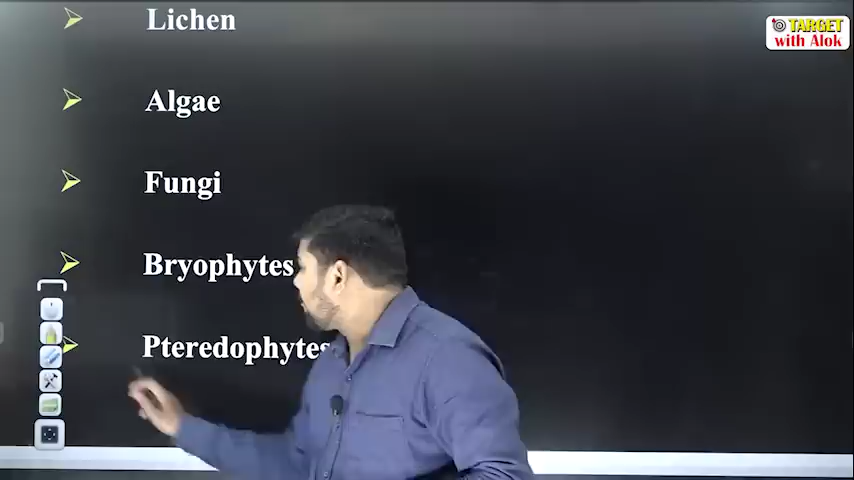 Lichen
TARGET
with Alok
Algae
Fungi
Bryophytes
Pteredophytes